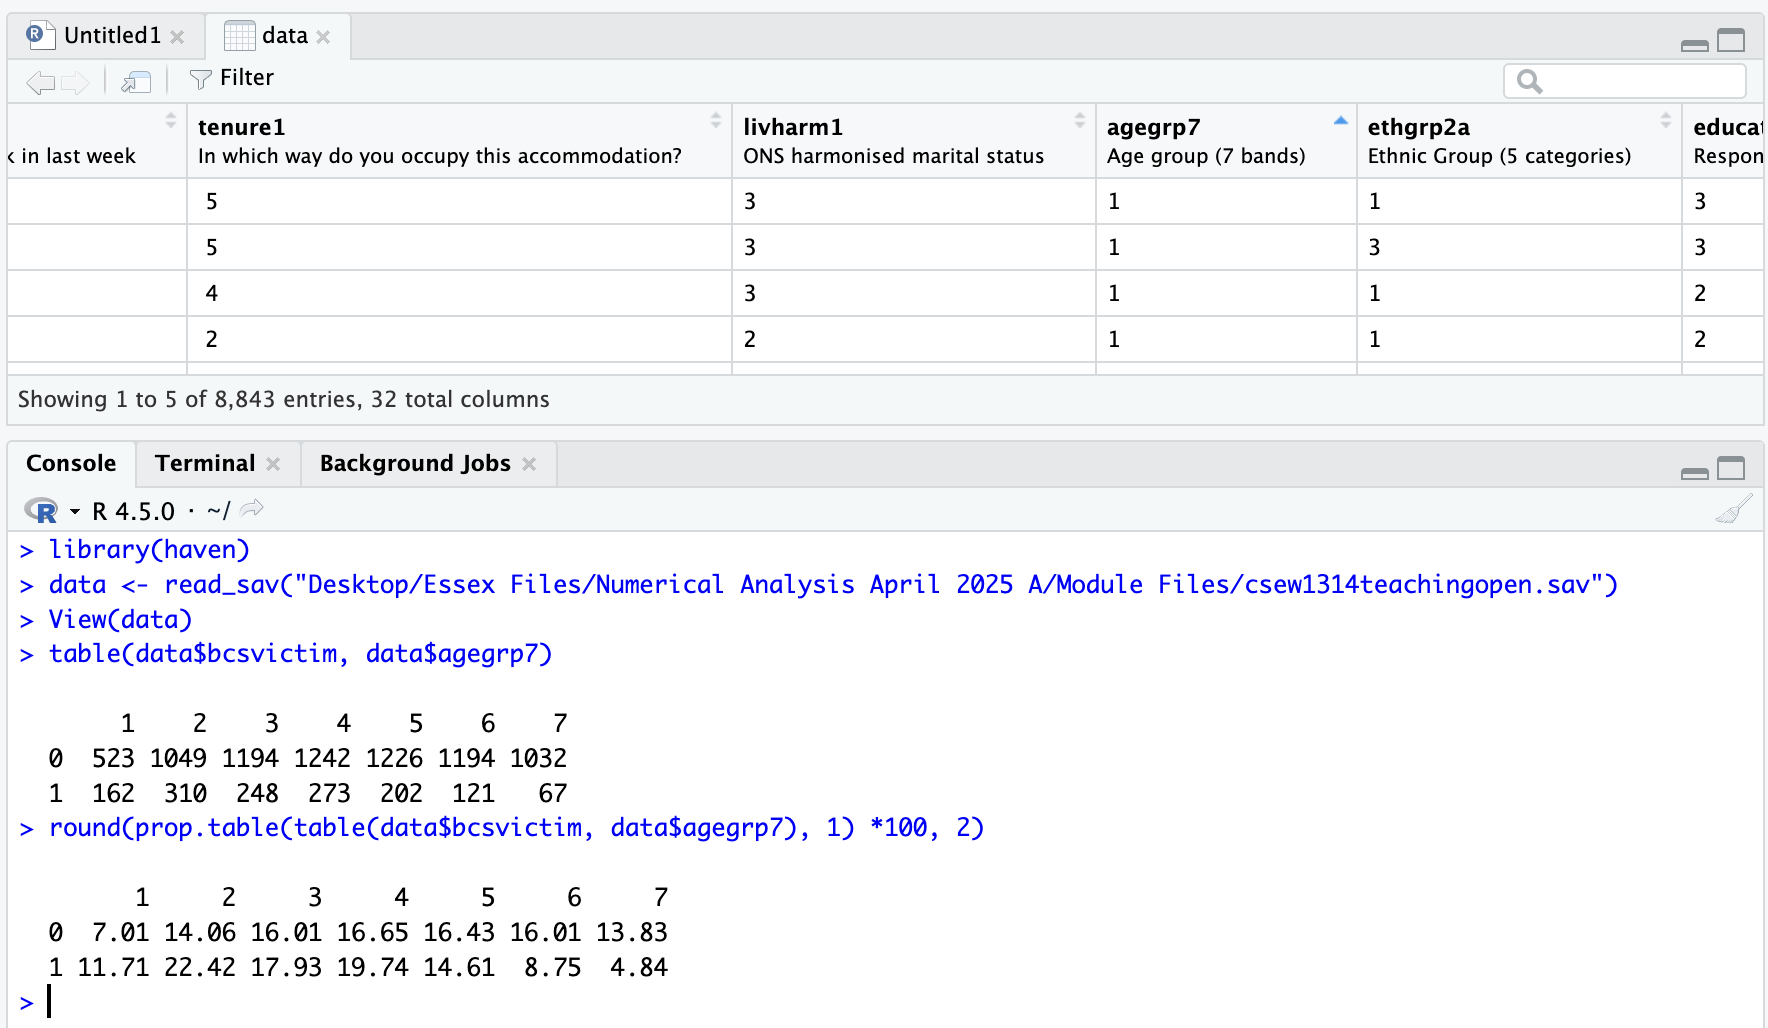 Untitled1 data
Filter
tenure1 livharm1 agegrp7 ethgrp2a educat
k in last week In which way do you occupy this accommodation? ONS harmonised marital status Age group (7 bands) Ethnic Group (5 categories) Respon
5 3 1 1 3
5 3 1 3 3
4 3 1 1 2
2 2 1 1 2
Showing 1 to 5 of 8,843 entries, 32 total columns
Console Terminal Background Jobs
R R 4.5.0 · ~/
> library(haven)
> data <- read_sav("Desktop/Essex Files/Numerical Analysis April 2025 A/Module Files/csew1314teachingopen.sav")
> View(data)
> table(data$bcsvictim, data$agegrp7)
1 2 3 4 5 6 7
0 523 1049 1194 1242 1226 1194 1032
1 162 310 248 273 202 121 67
> round(prop.table(table(data$bcsvictim, data$agegrp7), 1) *100, 2)
1 2 3 4 5 6 7
0 7.01 14.06 16.01 16.65 16.43 16.01 13.83
1 11.71 22.42 17.93 19.74 14.61 8.75 4.84
>